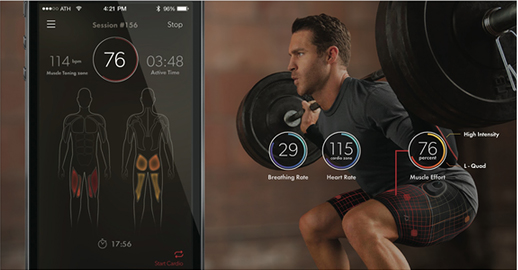 ATH
4:21 PM
96%
Session #156
Stop
114 bpm
Muscle Toning zone
76
03:48
Active Time
17:56
Start Cardio
29
Breathing Rate
115
cardio zone
Heart Rate
76
percent
Muscle Effort
High Intensity
L-Quad